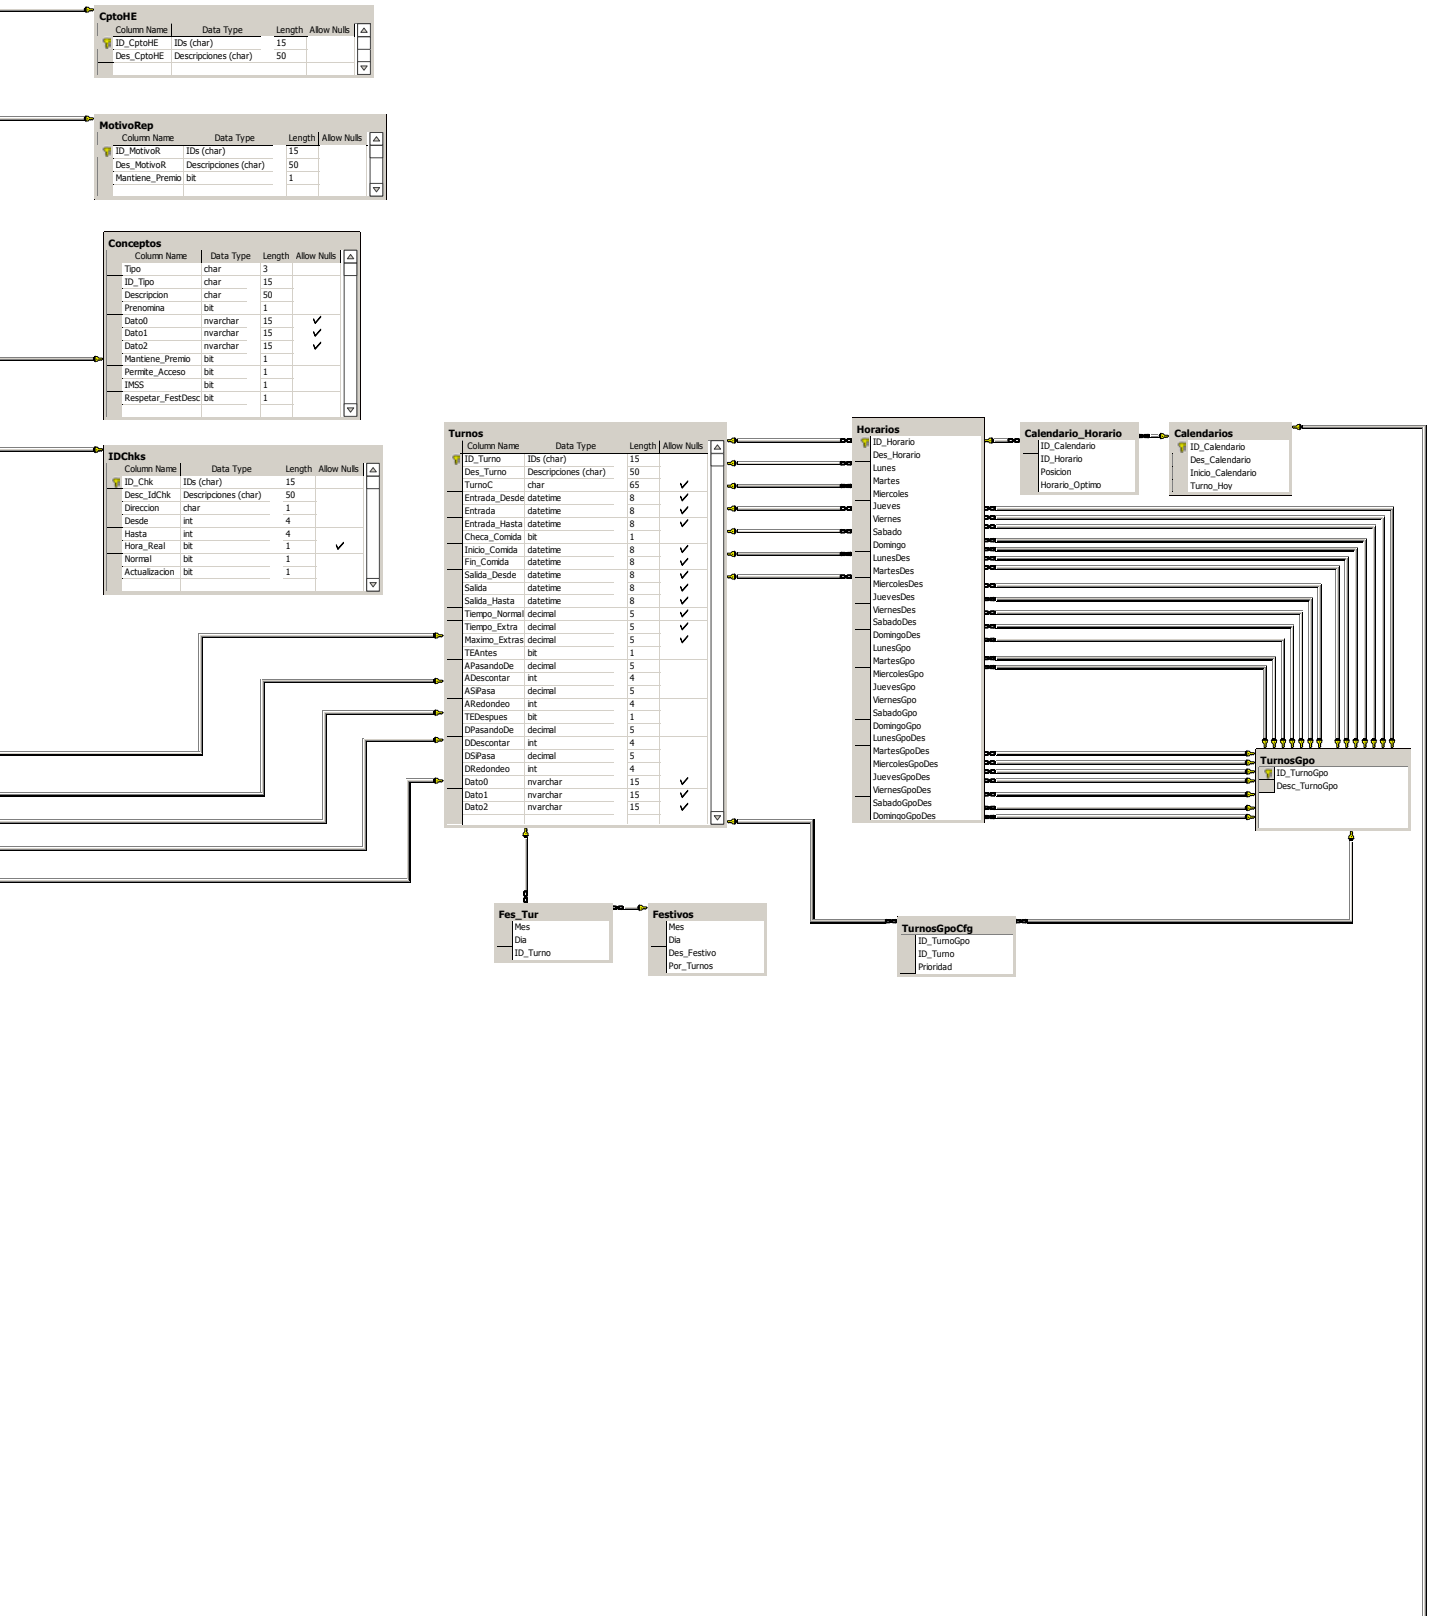 CptoHE
Column Name Data Type Length Allow Nulls
ID_CptoHE IDs (char) 15
Des_CptoHE Descripciones (char) 50
MotivoRep
Column Name Data Type Length Allow Nulls
ID_MotivoR IDs (char) 15
Des_MotivoR Descripciones (char) 50
Mantiene_Premio bit 1
Conceptos
Column Name Data Type Length Allow Nulls
Tipo char 3
ID_Tipo char 15
Descripcion char 50
Prenomina bit 1
Dato0 nvarchar 15 ✓
Dato1 nvarchar 15 ✓
Dato2 nvarchar 15 ✓
Mantiene_Premio bit 1
Permite_Acceso bit 1
IMSS bit 1
Respetar_FestDesc bit 1
IDChks
Column Name Data Type Length Allow Nulls
ID_Chk IDs (char) 15
Desc_IdChk Descripciones (char) 50
Direccion char 1
Desde int 4
Hasta int 4
Hora_Real bit 1 ✓
Normal bit 1
Actualizacion bit 1
Turnos
Column Name Data Type Length Allow Nulls
ID_Turno IDs (char) 15
Des_Turno Descripciones (char) 50
TurnoC char 65 ✓
Entrada_Desde datetime 8 ✓
Entrada datetime 8 ✓
Entrada_Hasta datetime 8 ✓
Checa_Comida bit 1
Inicio_Comida datetime 8 ✓
Fin_Comida datetime 8 ✓
Salida_Desde datetime 8 ✓
Salida datetime 8 ✓
Salida_Hasta datetime 8 ✓
Tiempo_Normal decimal 5 ✓
Tiempo_Extra decimal 5 ✓
Maximo_Extras decimal 5 ✓
TEAntes bit 1
APasandoDe decimal 5
ADescontar int 4
ASiPasa decimal 5
ARedondeo int 4
TEDespues bit 1
DPasandoDe decimal 5
DDescontar int 4
DSiPasa decimal 5
DRedondeo int 4
Dato0 nvarchar 15 ✓
Dato1 nvarchar 15 ✓
Dato2 nvarchar 15 ✓
Horarios
ID_Horario
Des_Horario
Lunes
Martes
Miercoles
Jueves
Viernes
Sabado
Domingo
LunesDes
MartesDes
MiercolesDes
JuevesDes
ViernesDes
SabadoDes
DomingoDes
LunesGpo
MartesGpo
MiercolesGpo
JuevesGpo
ViernesGpo
SabadoGpo
DomingoGpo
LunesGpoDes
MartesGpoDes
MiercolesGpoDes
JuevesGpoDes
ViernesGpoDes
SabadoGpoDes
DomingoGpoDes
Calendario_Horario
ID_Calendario
ID_Horario
Posicion
Horario_Optimo
Calendarios
ID_Calendario
Des_Calendario
Inicio_Calendario
Turno_Hoy
TurnosGpo
ID_TurnoGpo
Desc_TurnoGpo
Fes_Tur
Mes
Dia
ID_Turno
Festivos
Mes
Dia
Des_Festivo
Por_Turnos
TurnosGpoCfg
ID_TurnoGpo
ID_Turno
Prioridad